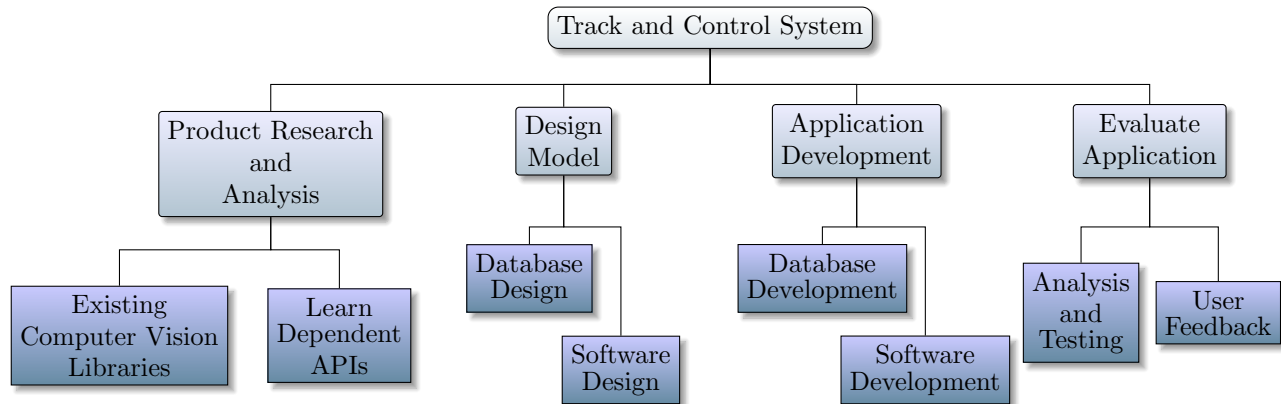 Track and Control System
Product Research
and
Analysis
Design
Model
Application
Development
Evaluate
Application
Existing
Computer Vision
Libraries
Learn
Dependent
APIs
Database
Design
Software
Design
Database
Development
Software
Development
Analysis
and
Testing
User
Feedback